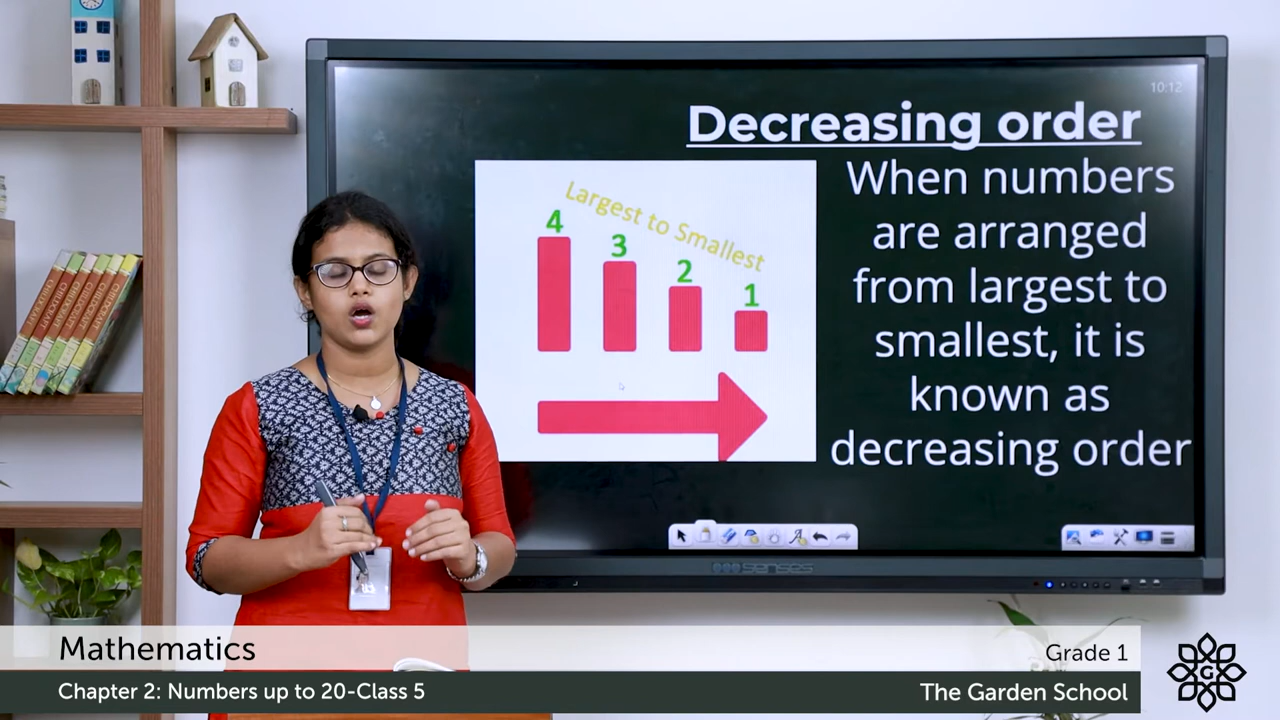 10:12
Decreasing order
Largest to Smallest
4
3
2
1
When numbers
are arranged
from largest to
smallest, it is
known as
decreasing order
senses
Mathematics
Grade 1
Chapter 2: Numbers up to 20-Class 5
The Garden School
G